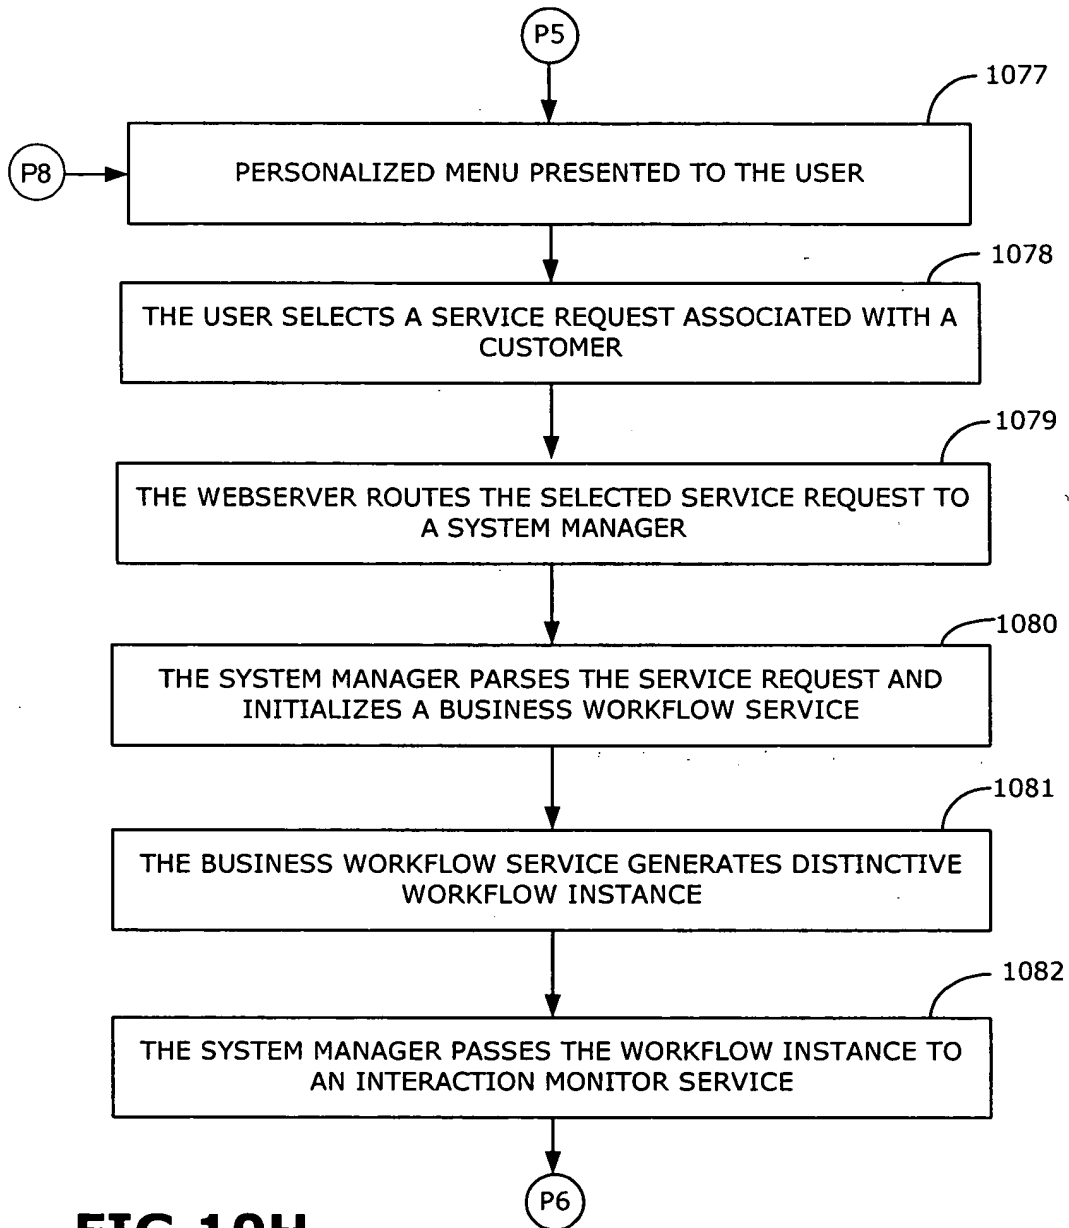 P5
1077
P8
PERSONALIZED MENU PRESENTED TO THE USER
1078
THE USER SELECTS A SERVICE REQUEST ASSOCIATED WITH A
CUSTOMER
1079
THE WEBSERVER ROUTES THE SELECTED SERVICE REQUEST TO
A SYSTEM MANAGER
1080
THE SYSTEM MANAGER PARSES THE SERVICE REQUEST AND
INITIALIZES A BUSINESS WORKFLOW SERVICE
1081
THE BUSINESS WORKFLOW SERVICE GENERATES DISTINCTIVE
WORKFLOW INSTANCE
1082
THE SYSTEM MANAGER PASSES THE WORKFLOW INSTANCE TO
AN INTERACTION MONITOR SERVICE
P6
FIG 10H